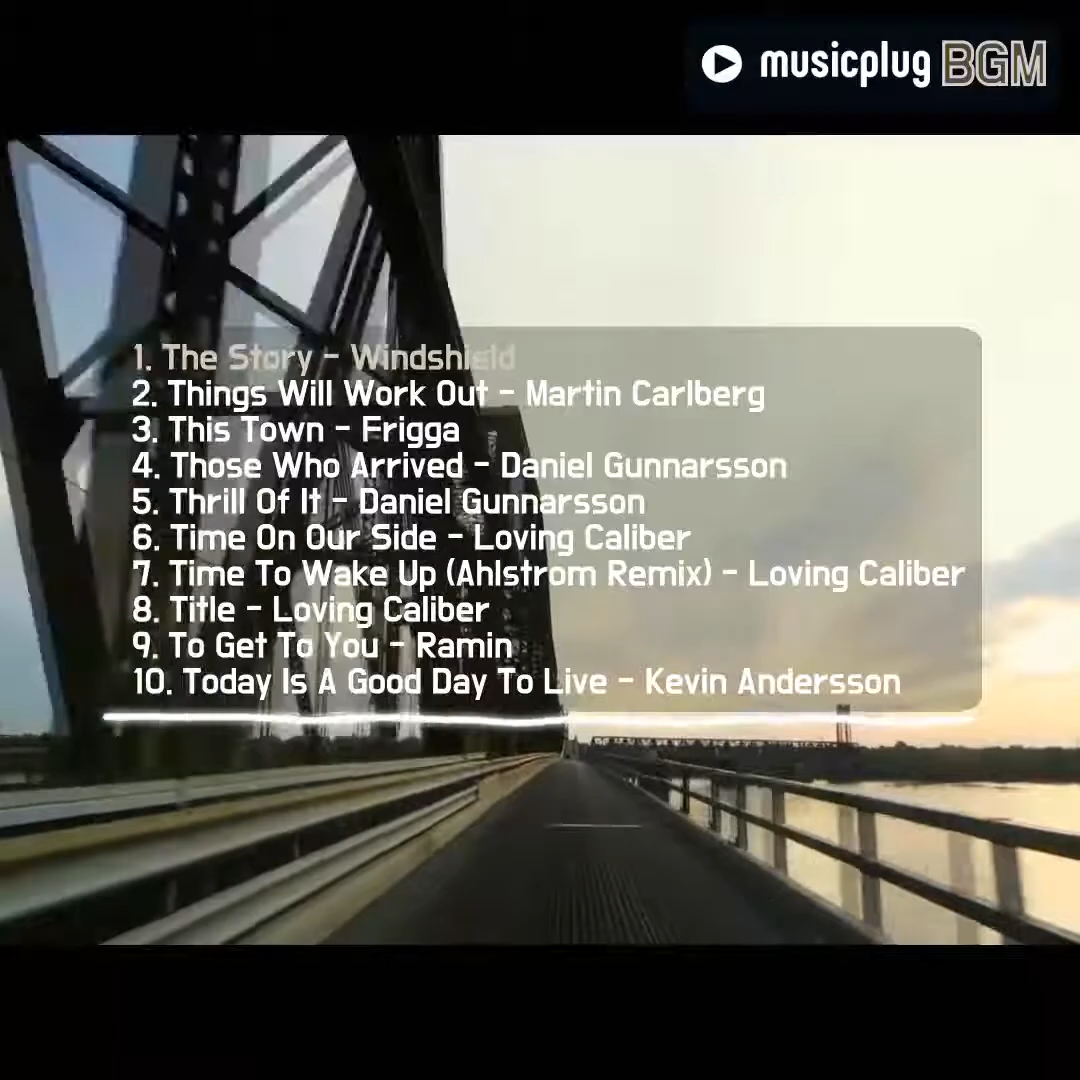 musicplug BGM
1. The Story - Windshield
2. Things Will Work Out - Martin Carlberg
3. This Town - Frigga
4. Those Who Arrived - Daniel Gunnarsson
5. Thrill Of It - Daniel Gunnarsson
6. Time On Our Side - Loving Caliber
7. Time To Wake Up (Ahlstrom Remix) - Loving Caliber
8. Title - Loving Caliber
9. To Get To You - Ramin
10. Today Is A Good Day To Live - Kevin Andersson